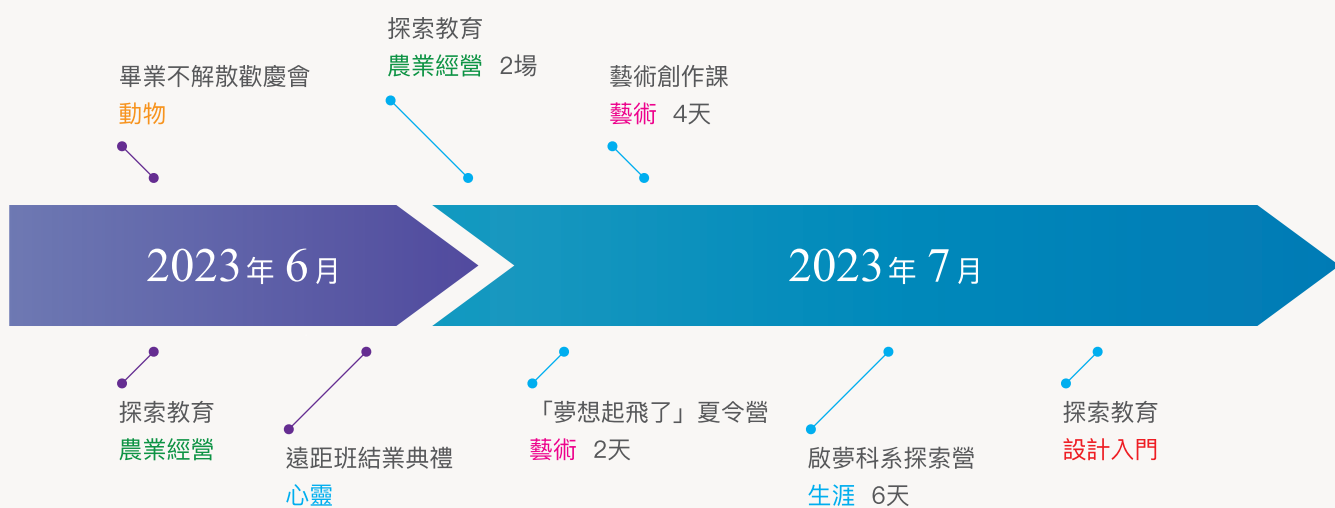 探索教育
農業經營 2場
畢業不解散歡慶會
動物
藝術創作課
藝術 4天
2023年 6月
2023年 7月
探索教育
農業經營
遠距班結業典禮
心靈
「夢想起飛了」夏令營
藝術 2天
啟夢科系探索營
生涯 6天
探索教育
設計入門